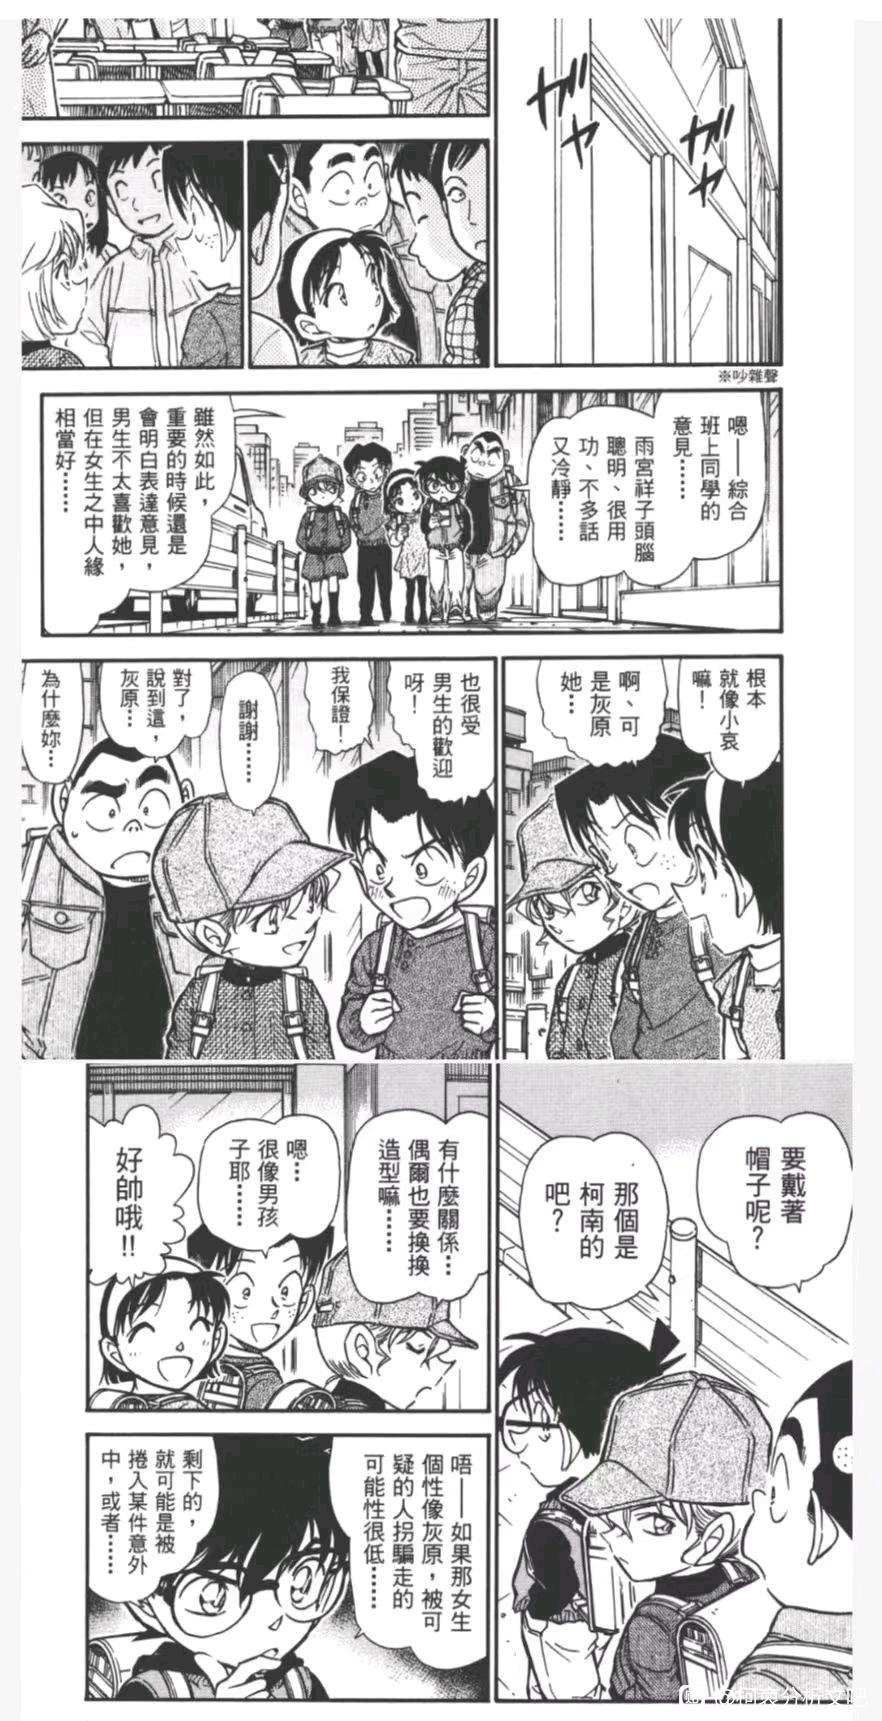 ザワ
ザワ
※吵雜聲
嗯——綜合
班上同學的
意見……
雨宮祥子頭腦
聰明、很用
功、不多話
又冷靜……
雖然如此，
重要的時候還是
會明白表達意見，
男生不太喜歡她，
但在女生之中人緣
相當好……
根本
就像小哀
嘛！
啊、可
是灰原
她…
也很受
男生的歡迎
呀！
我保證！
謝謝……
對了，
說到這，
灰原…
為什麼妳…
要戴著
帽子呢？
那個是
柯南的
吧？
有什麼關係…
偶爾也要換換
造型嘛……
嗯…
很像男孩
子耶……
好帥哦!!
唔——如果那女生
個性像灰原，被可
疑的人拐騙走的
可能性很低……
剩下的，
就可能是被
捲入某件意外
中，或者……
@柯哀分析文吧